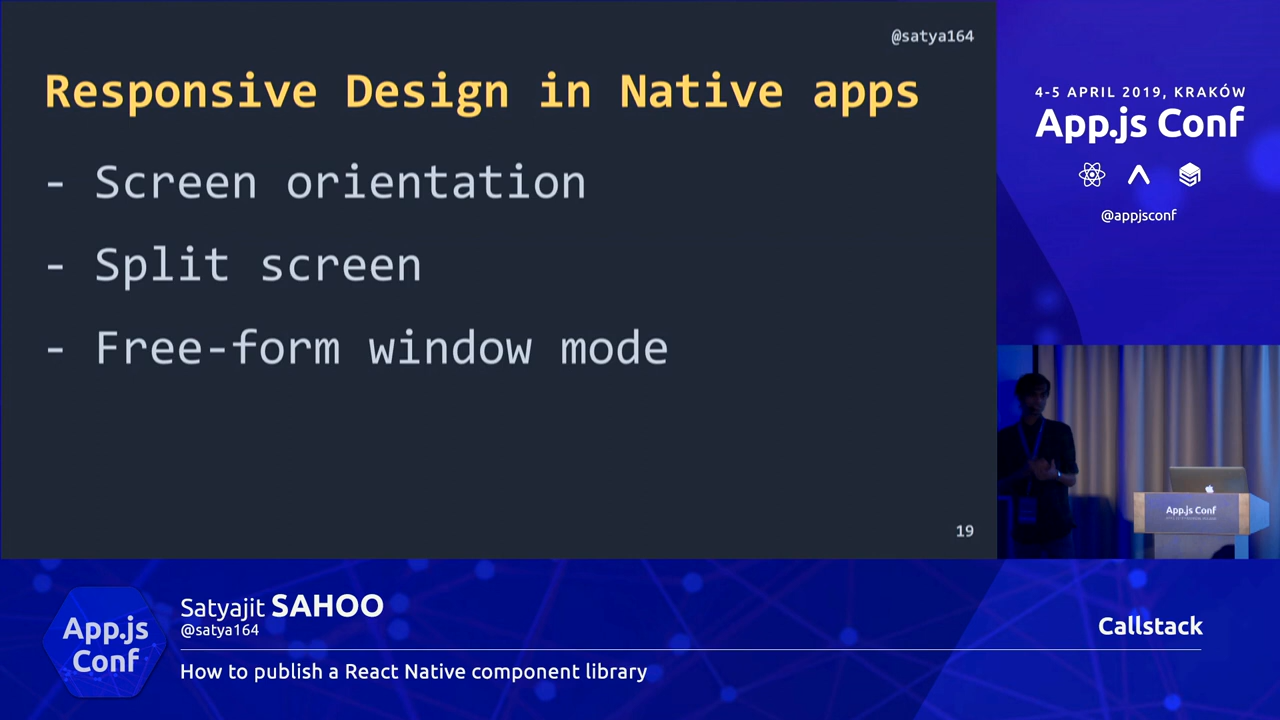 @satya164
Responsive Design in Native apps
- Screen orientation
- Split screen
- Free-form window mode
19
4-5 APRIL 2019, KRAKÓW
App.js Conf
@appjsconf
App.js Conf
App.js
Conf
Satyajit SAHOO
@satya164
How to publish a React Native component library
Callstack